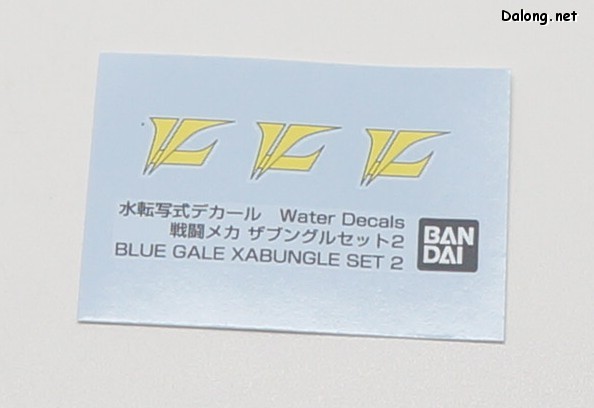 Dalong.net
水転写式デカール Water Decals
戦闘メカ ザブングルセット2
BLUE GALE XABUNGLE SET 2
BAN
DAI